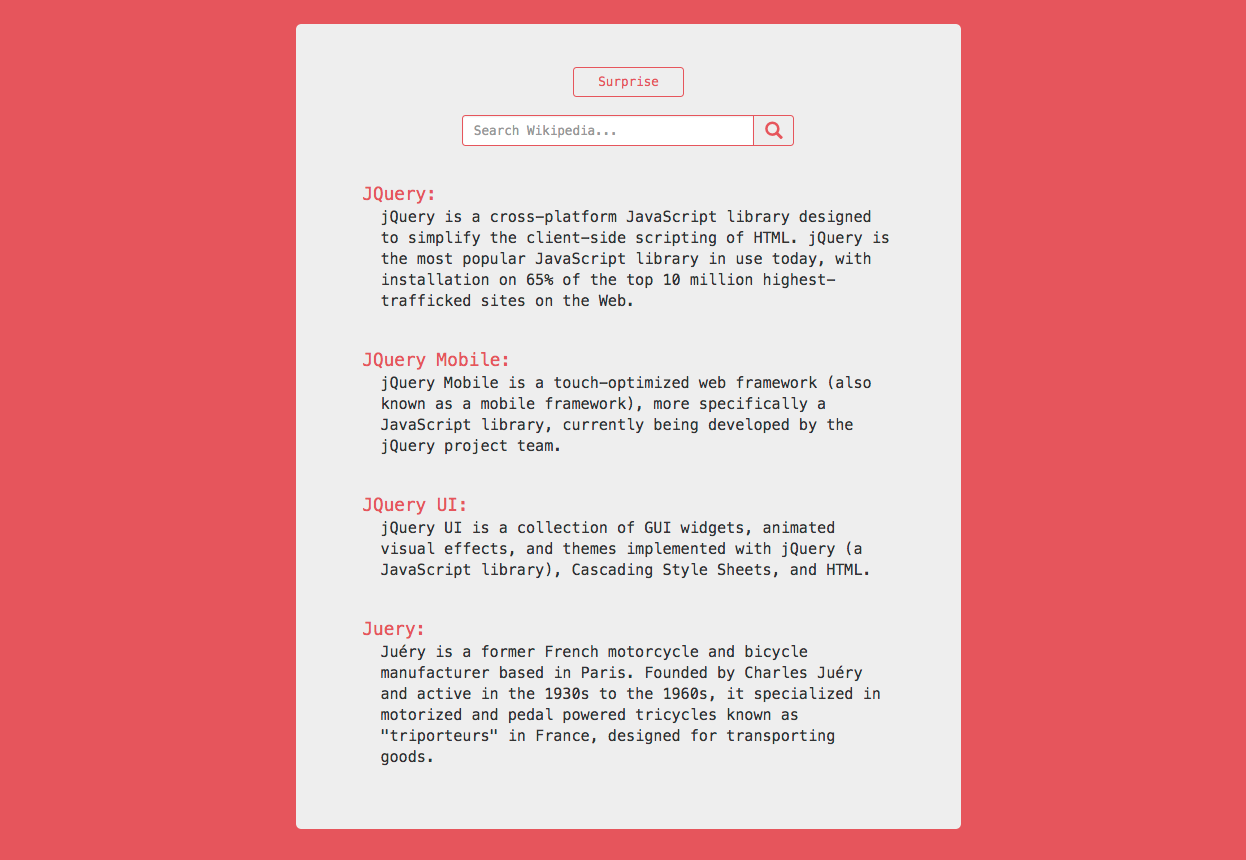 Surprise
Search Wikipedia...
JQuery:
jQuery is a cross-platform JavaScript library designed
to simplify the client-side scripting of HTML. jQuery is
the most popular JavaScript library in use today, with
installation on 65% of the top 10 million highest-
trafficked sites on the Web.
JQuery Mobile:
jQuery Mobile is a touch-optimized web framework (also
known as a mobile framework), more specifically a
JavaScript library, currently being developed by the
jQuery project team.
JQuery UI:
jQuery UI is a collection of GUI widgets, animated
visual effects, and themes implemented with jQuery (a
JavaScript library), Cascading Style Sheets, and HTML.
Juery:
Juéry is a former French motorcycle and bicycle
manufacturer based in Paris. Founded by Charles Juéry
and active in the 1930s to the 1960s, it specialized in
motorized and pedal powered tricycles known as
"triporteurs" in France, designed for transporting
goods.